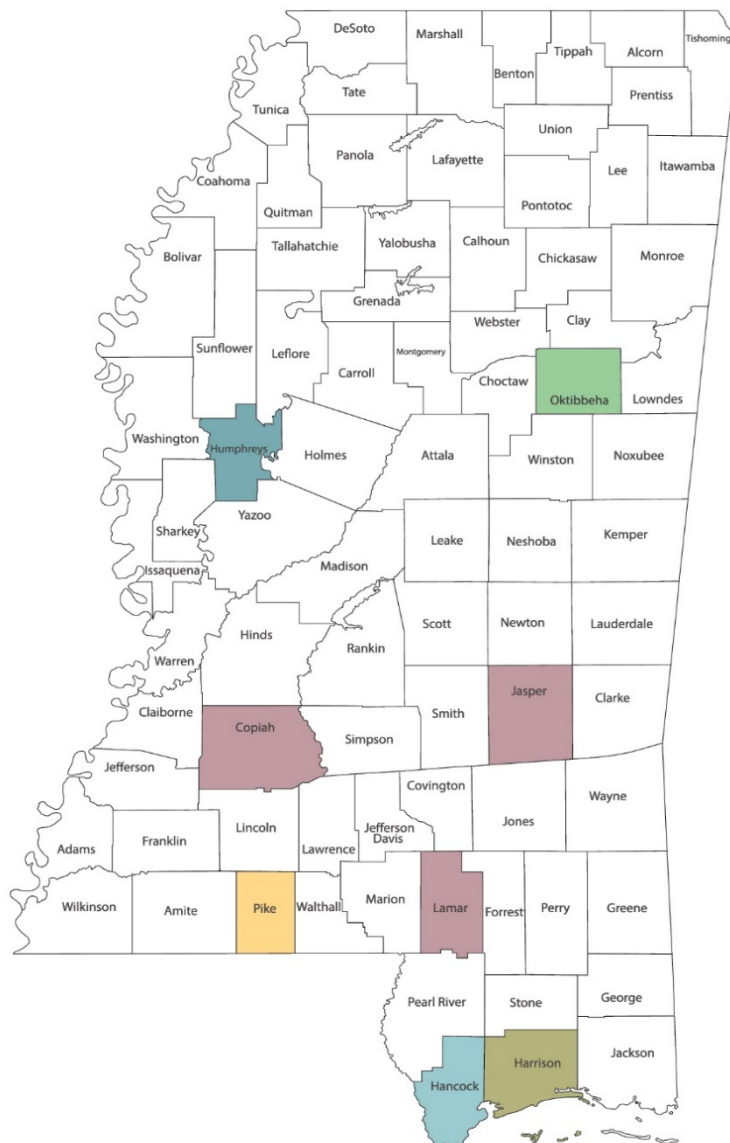 DeSoto
Marshall
Benton
Tippah
Alcorn
Tishoming
Tunica
Tate
Prentiss
Union
Panola
Lafayette
Lee
Itawamba
Coahoma
Quitman
Pontotoc
Bolivar
Tallahatchie
Yalobusha
Calhoun
Chickasaw
Monroe
Grenada
Webster
Clay
Sunflower
Leflore
Carroll
Montgomery
Choctaw
Oktibbeha
Lowndes
Washington
Humphreys
Holmes
Attala
Winston
Noxubee
Sharkey
Yazoo
Leake
Neshoba
Kemper
Issaquena
Madison
Warren
Hinds
Rankin
Scott
Newton
Lauderdale
Claiborne
Copiah
Simpson
Smith
Jasper
Clarke
Jefferson
Covington
Wayne
Adams
Franklin
Lincoln
Lawrence
Jefferson
Davis
Jones
Wilkinson
Amite
Pike
Walthall
Marion
Lamar
Forrest
Perry
Greene
Pearl River
Stone
George
Hancock
Harrison
Jackson